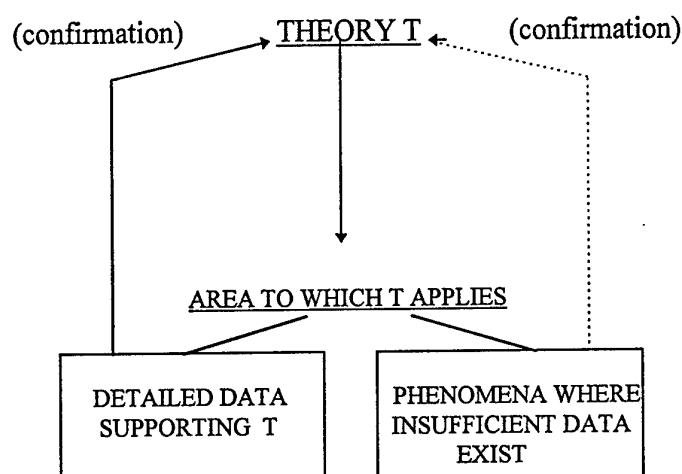 (confirmation) THEORY T (confirmation)
AREA TO WHICH T APPLIES
DETAILED DATA
SUPPORTING T
PHENOMENA WHERE
INSUFFICIENT DATA
EXIST